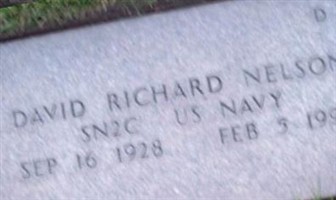 D
DAVID RICHARD NELSON
SN2C US NAVY
SEP 16 1928 FEB 5